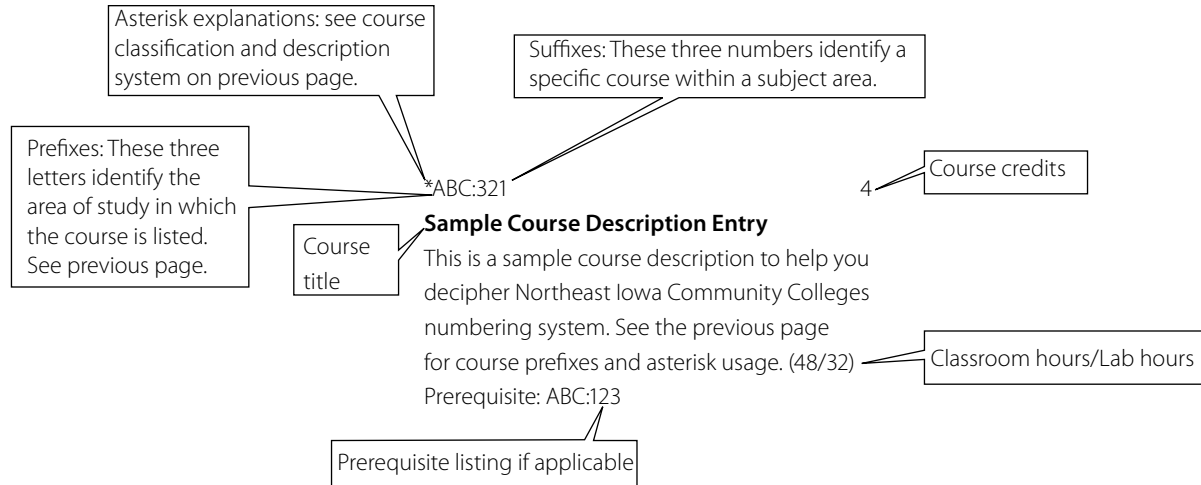 Asterisk explanations: see course
classification and description
system on previous page.
Suffixes: These three numbers identify a
specific course within a subject area.
Prefixes: These three
letters identify the
area of study in which
the course is listed.
See previous page.
*ABC:321
4
Course credits
Course
title
Sample Course Description Entry
This is a sample course description to help you
decipher Northeast Iowa Community Colleges
numbering system. See the previous page
for course prefixes and asterisk usage. (48/32)
Classroom hours/Lab hours
Prerequisite: ABC:123
Prerequisite listing if applicable